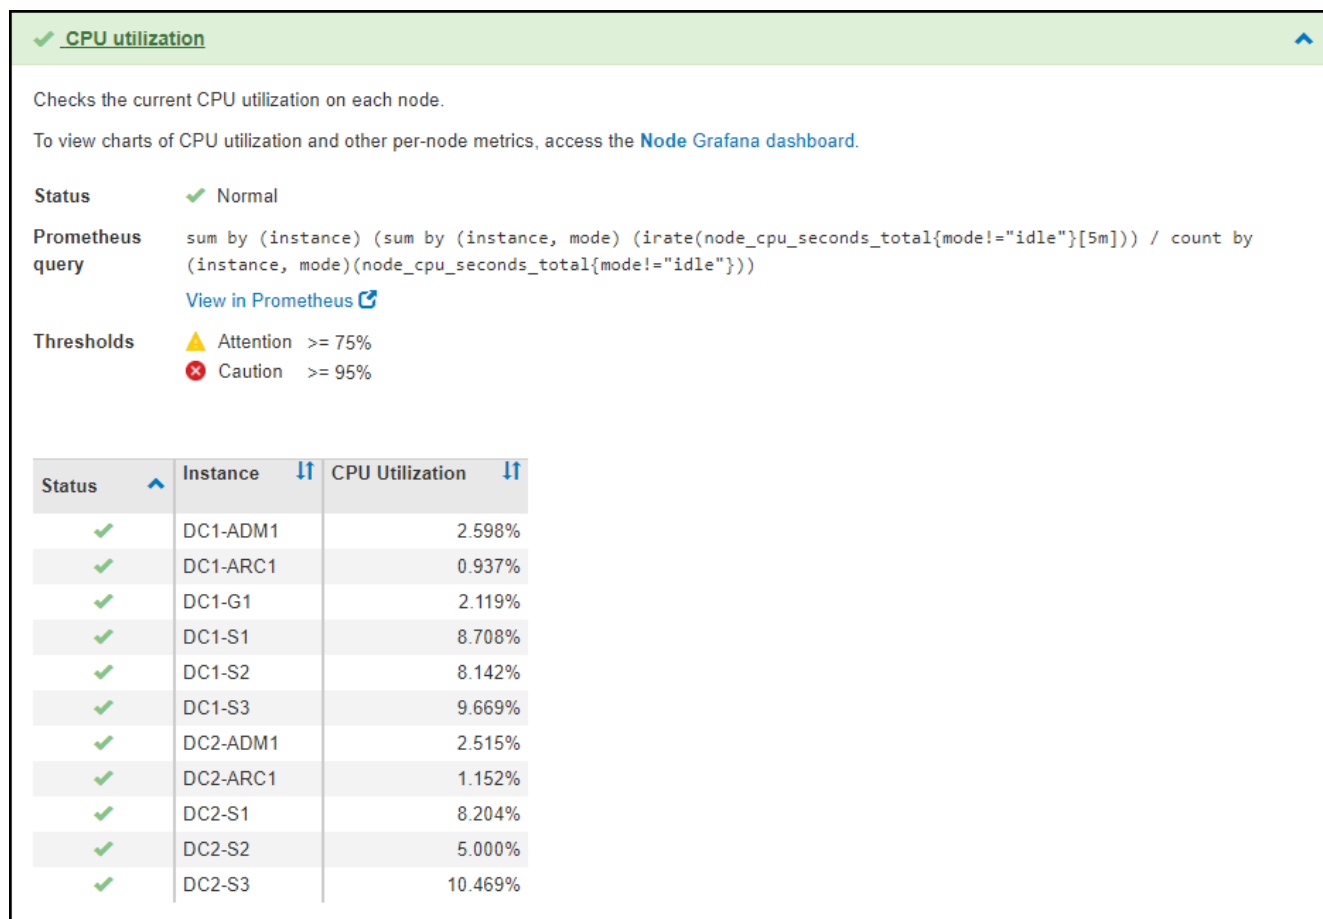 CPU utilization
Checks the current CPU utilization on each node.
To view charts of CPU utilization and other per-node metrics, access the Node Grafana dashboard.
Status Normal
Prometheus query sum by (instance) (sum by (instance, mode) (irate(node_cpu_seconds_total{mode!="idle"}[5m])) / count by
(instance, mode)(node_cpu_seconds_total{mode!="idle"}))
View in Prometheus
Thresholds Attention >= 75%
Caution >= 95%
Status Instance CPU Utilization
DC1-ADM1 2.598%
DC1-ARC1 0.937%
DC1-G1 2.119%
DC1-S1 8.708%
DC1-S2 8.142%
DC1-S3 9.669%
DC2-ADM1 2.515%
DC2-ARC1 1.152%
DC2-S1 8.204%
DC2-S2 5.000%
DC2-S3 10.469%